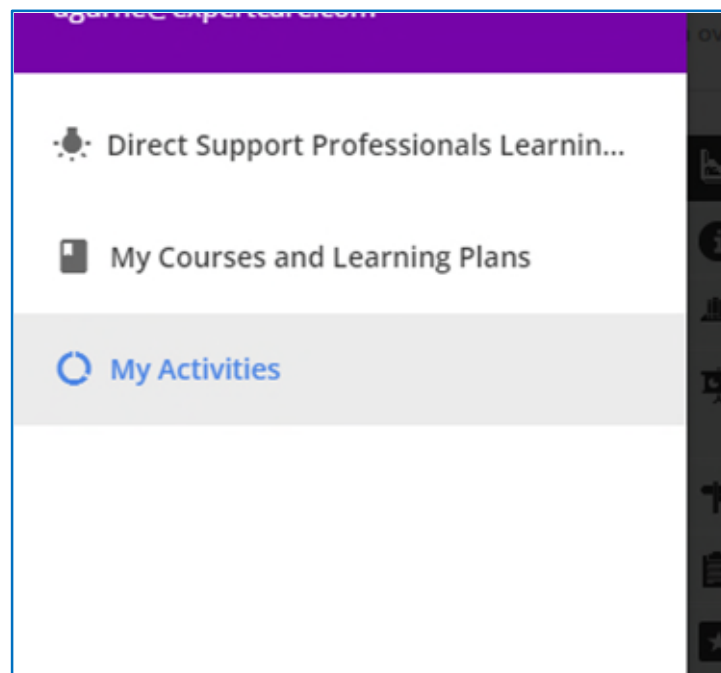 Direct Support Professionals Learnin...
My Courses and Learning Plans
My Activities